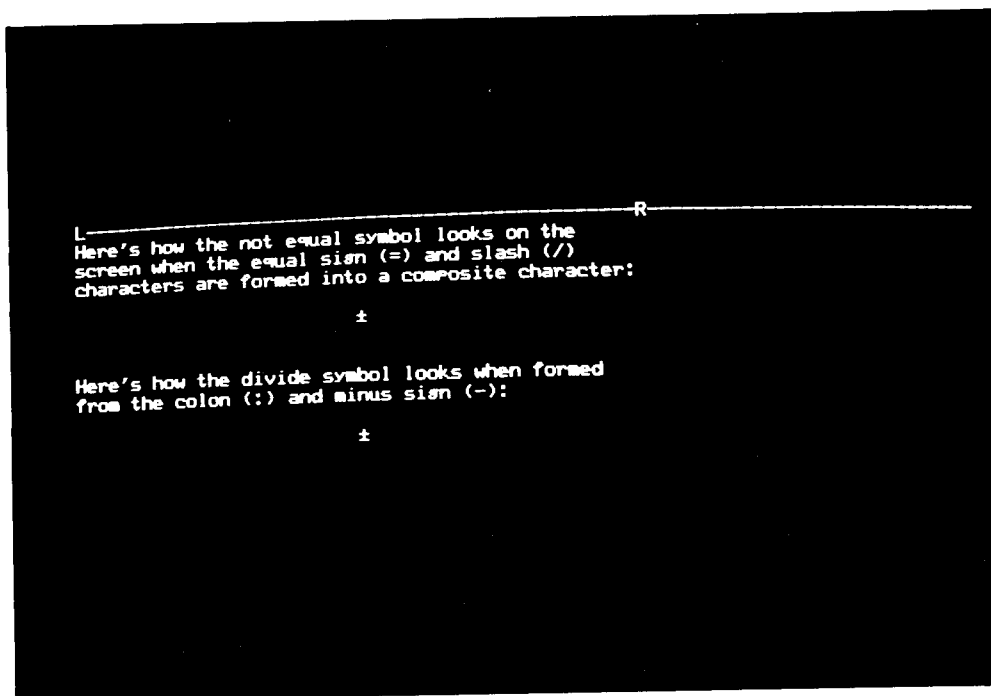 L R
Here's how the not equal symbol looks on the
screen when the equal sign (=) and slash (/)
characters are formed into a composite character:
±
Here's how the divide symbol looks when formed
from the colon (:) and minus sign (-):
±